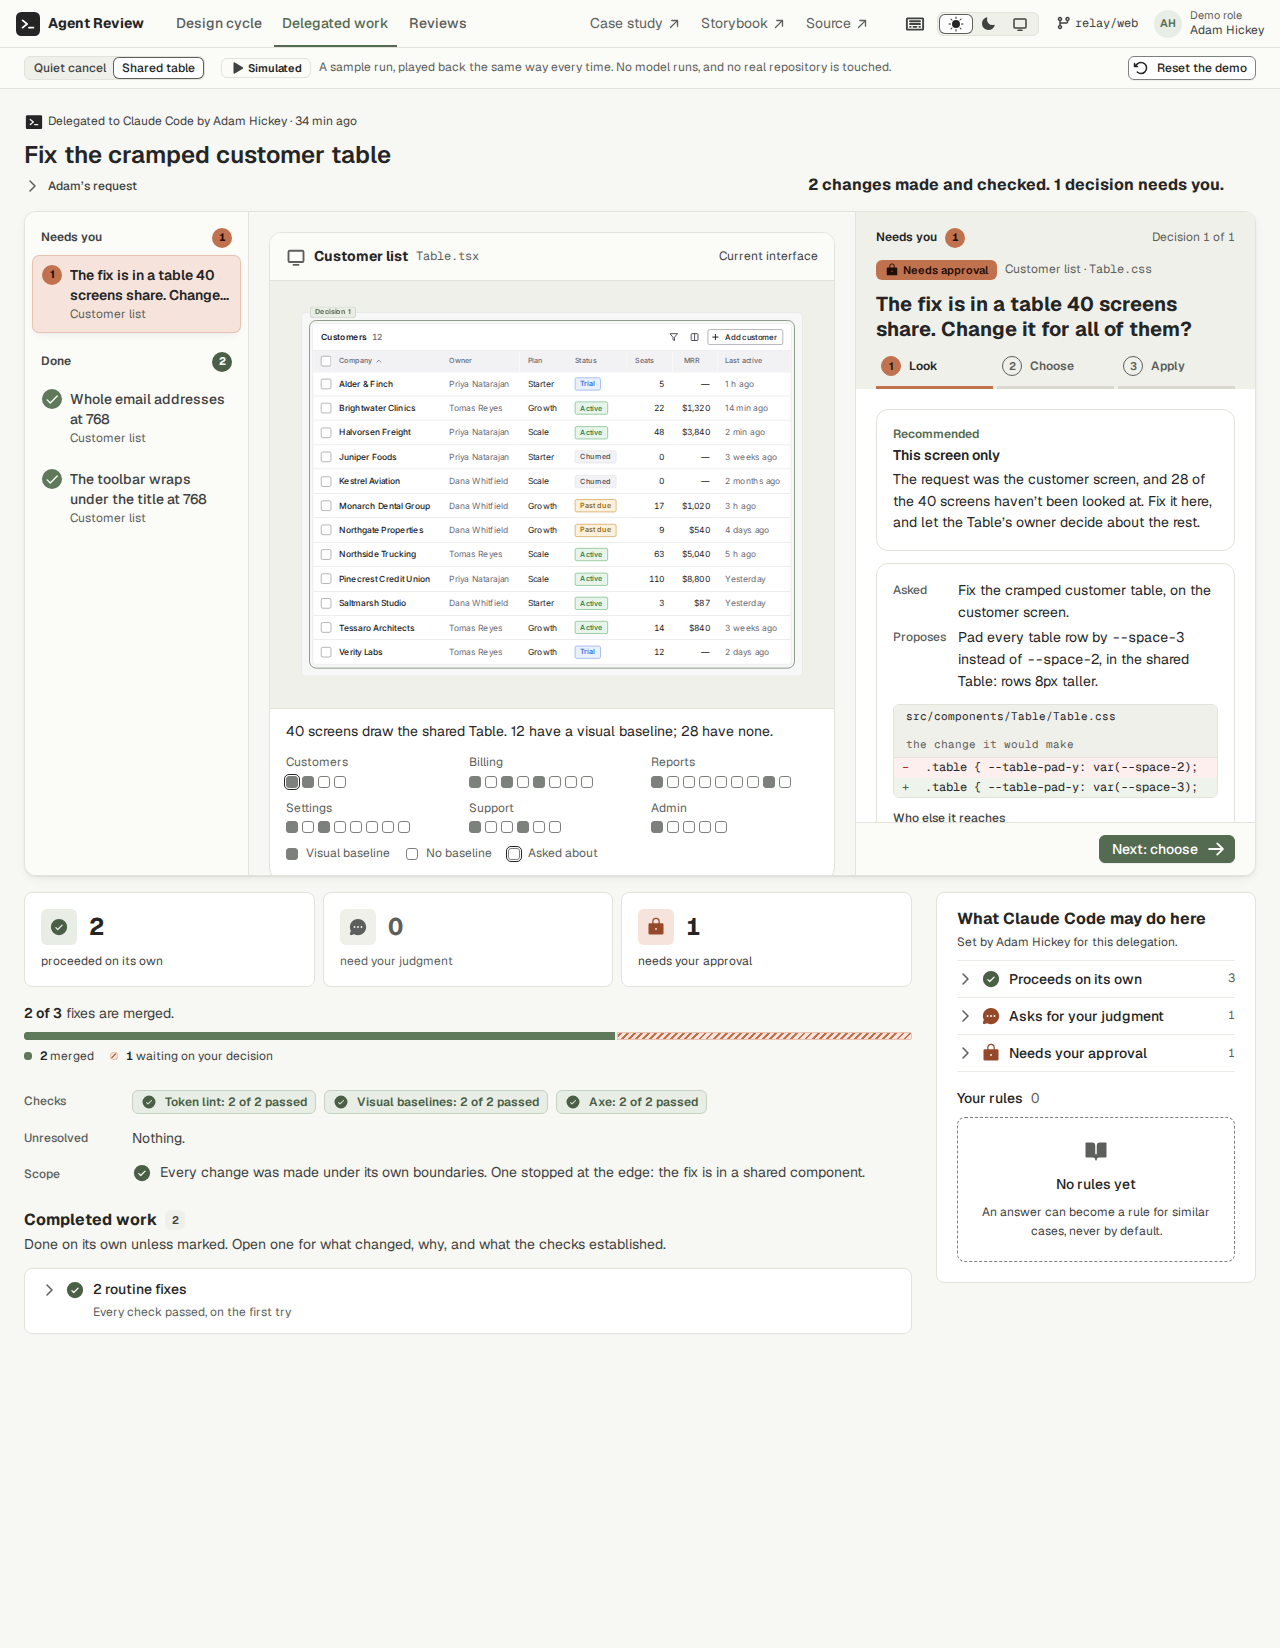 Agent Review
Design cycle
Delegated work
Reviews
Case study
Storybook
Source
relay/web
AH
Demo role
Adam Hickey
Quiet cancel
Shared table
Simulated
A sample run, played back the same way every time. No model runs, and no real repository is touched.
Reset the demo
Delegated to Claude Code by Adam Hickey · 34 min ago
Fix the cramped customer table
Adam's request
2 changes made and checked. 1 decision needs you.
Needs you
1
1
The fix is in a table 40
screens share. Change...
Customer list
Done
2
Whole email addresses
at 768
Customer list
The toolbar wraps
under the title at 768
Customer list
Customer list Table.tsx
Current interface
Decision 1
Customers 12
Add customer
Company Owner Plan Status Seats MRR Last active
Alder & Finch Priya Natarajan Starter Trial 5 — 1 h ago
Brightwater Clinics Tomas Reyes Growth Active 22 $1,320 14 min ago
Halvorsen Freight Priya Natarajan Scale Active 48 $3,840 2 min ago
Juniper Foods Priya Natarajan Starter Churned 0 — 3 weeks ago
Kestrel Aviation Dana Whitfield Scale Churned 0 — 2 months ago
Monarch Dental Group Priya Natarajan Growth Past due 17 $1,020 3 h ago
Northgate Properties Dana Whitfield Growth Past due 9 $540 4 days ago
Northside Trucking Tomas Reyes Scale Active 63 $5,040 5 h ago
Pinecrest Credit Union Priya Natarajan Scale Active 110 $8,800 Yesterday
Saltmarsh Studio Dana Whitfield Starter Active 3 $87 Yesterday
Tessaro Architects Tomas Reyes Growth Active 14 $840 3 weeks ago
Verity Labs Tomas Reyes Growth Trial 12 — 2 days ago
40 screens draw the shared Table. 12 have a visual baseline; 28 have none.
Customers
Billing
Reports
Settings
Support
Admin
Visual baseline
No baseline
Asked about
Needs you 1
Decision 1 of 1
Needs approval
Customer list · Table.css
The fix is in a table 40 screens
share. Change it for all of them?
1 Look
2 Choose
3 Apply
Recommended
This screen only
The request was the customer screen, and 28 of
the 40 screens haven't been looked at. Fix it here,
and let the Table's owner decide about the rest.
Asked Fix the cramped customer table, on the
customer screen.
Proposes Pad every table row by --space-3
instead of --space-2, in the shared
Table: rows 8px taller.
src/components/Table/Table.css
the change it would make
- .table { --table-pad-y: var(--space-2);
+ .table { --table-pad-y: var(--space-3);
Who else it reaches
Next: choose
2
proceeded on its own
0
need your judgment
1
needs your approval
2 of 3 fixes are merged.
2 merged
1 waiting on your decision
Checks
Token lint: 2 of 2 passed
Visual baselines: 2 of 2 passed
Axe: 2 of 2 passed
Unresolved
Nothing.
Scope
Every change was made under its own boundaries. One stopped at the edge: the fix is in a shared component.
Completed work 2
Done on its own unless marked. Open one for what changed, why, and what the checks established.
2 routine fixes
Every check passed, on the first try
What Claude Code may do here
Set by Adam Hickey for this delegation.
Proceeds on its own 3
Asks for your judgment 1
Needs your approval 1
Your rules 0
No rules yet
An answer can become a rule for similar
cases, never by default.